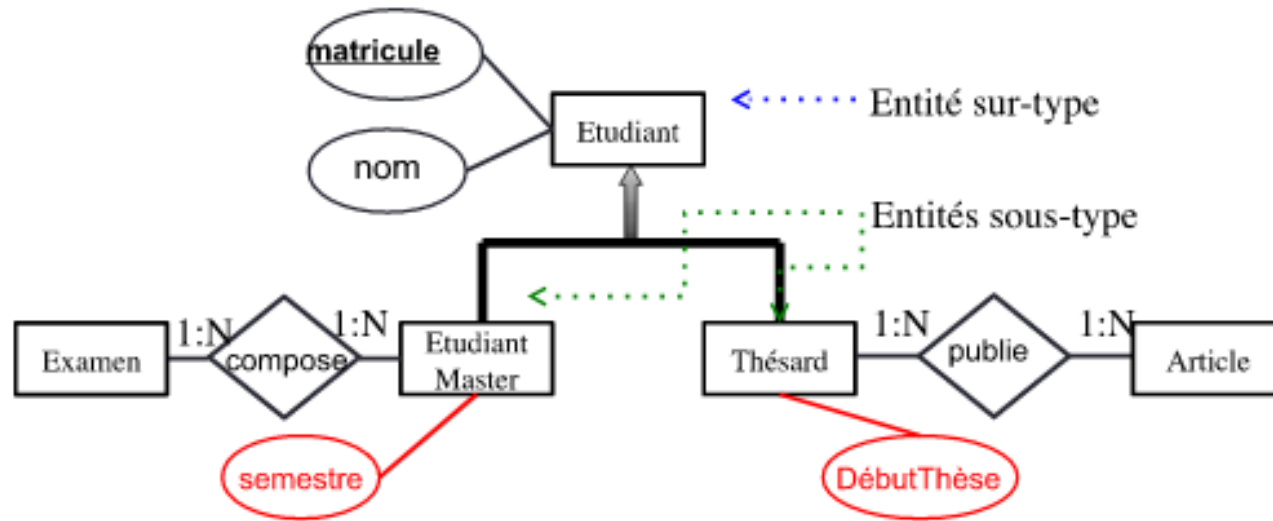 matricule
Etudiant
Entité sur-type
nom
Entités sous-type
Examen
1:N
compose
1:N
Etudiant
Master
Thésard
1:N
publie
1:N
Article
semestre
DébutThèse